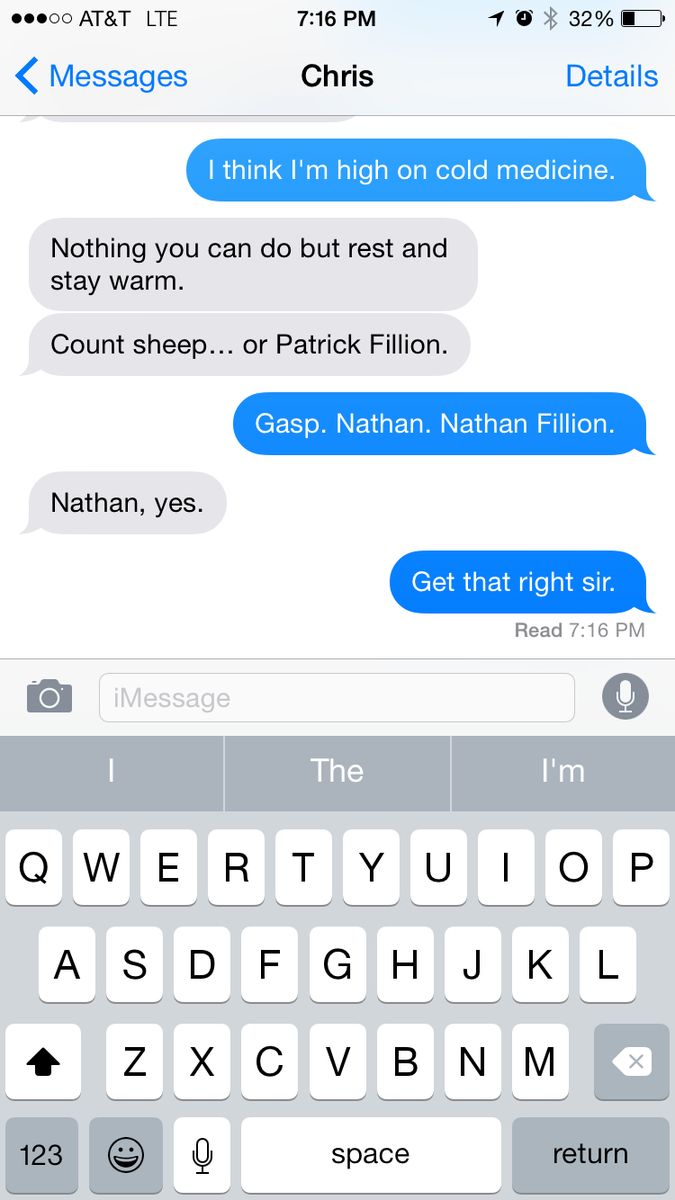 AT&T LTE 7:16 PM 32%
Messages Chris Details
I think I'm high on cold medicine.
Nothing you can do but rest and
stay warm.
Count sheep... or Patrick Fillion.
Gasp. Nathan. Nathan Fillion.
Nathan, yes.
Get that right sir.
Read 7:16 PM
iMessage
I The I'm
Q W E R T Y U I O P
A S D F G H J K L
Z X C V B N M
123 space return